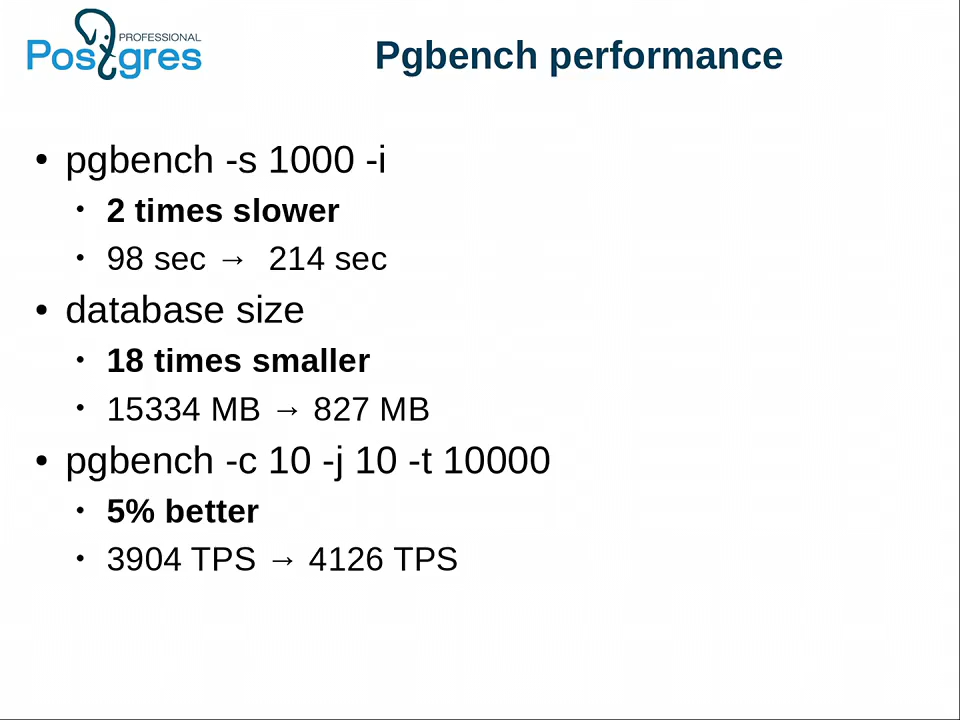 PROFESSIONAL
Postgres
Pgbench performance
• pgbench -s 1000 -i
• 2 times slower
• 98 sec → 214 sec
• database size
• 18 times smaller
• 15334 MB → 827 MB
• pgbench -c 10 -j 10 -t 10000
• 5% better
• 3904 TPS → 4126 TPS